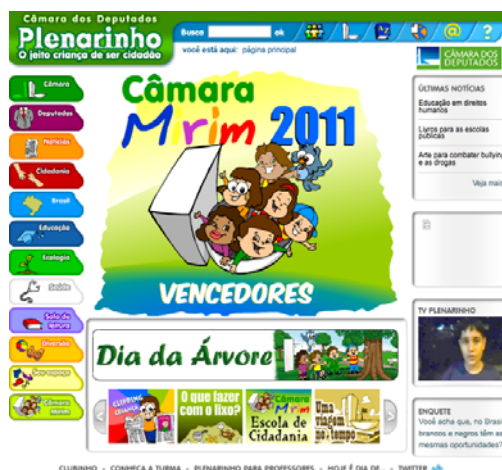 Câmara dos Deputados
Plenarinho
O jeito criança de ser cidadão
Busca
ok
você está aqui: página principal
CÂMARA DOS
DEPUTADOS
Câmara
Deputados
Notícias
Cidadania
Brasil
Educação
Ecologia
Saúde
Sala de
leitura
Diversão
Seu espaço
Câmara
Mirim
Câmara
Mirim 2011
VENCEDORES
Dia da Árvore
CLIPPING
CRIANÇA
O que fazer
com o lixo?
Câmara
Mirim
Escola de
Cidadania
Uma
viagem
no tempo
ÚLTIMAS NOTÍCIAS
Educação em direitos
humanos
Livros para as escolas
públicas
Arte para combater bullying
e as drogas
Veja mais
TV PLENARINHO
ENQUETE
Você acha que, no Brasil
brancos e negros têm as
mesmas oportunidades?
CLUBINHO - CONHEÇA A TURMA - PLENARINHO PARA PROFESSORES - HOJE É DIA DE... - TWITTER